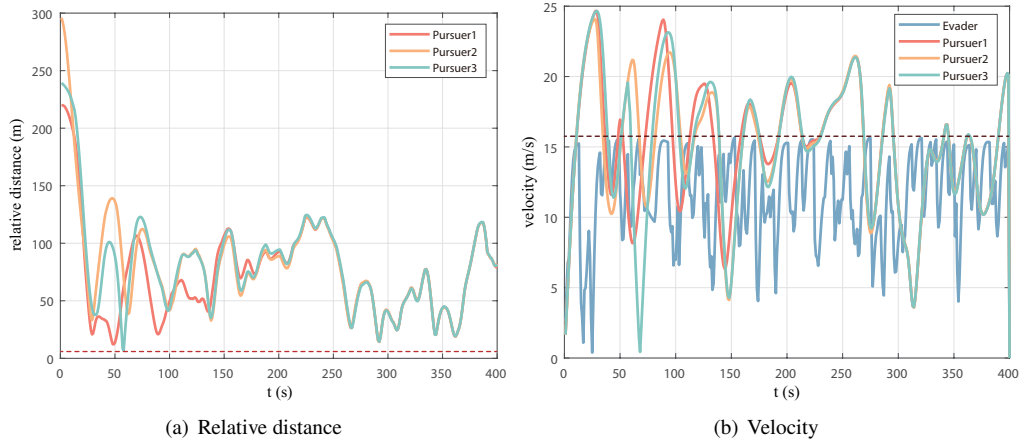 300
250
200
150
100
50
0
relative distance (m)
Pursuer1
Pursuer2
Pursuer3
0 50 100 150 200 250 300 350 400
t (s)
(a) Relative distance
25
20
15
10
5
0
velocity (m/s)
Evader
Pursuer1
Pursuer2
Pursuer3
0 50 100 150 200 250 300 350 400
t (s)
(b) Velocity